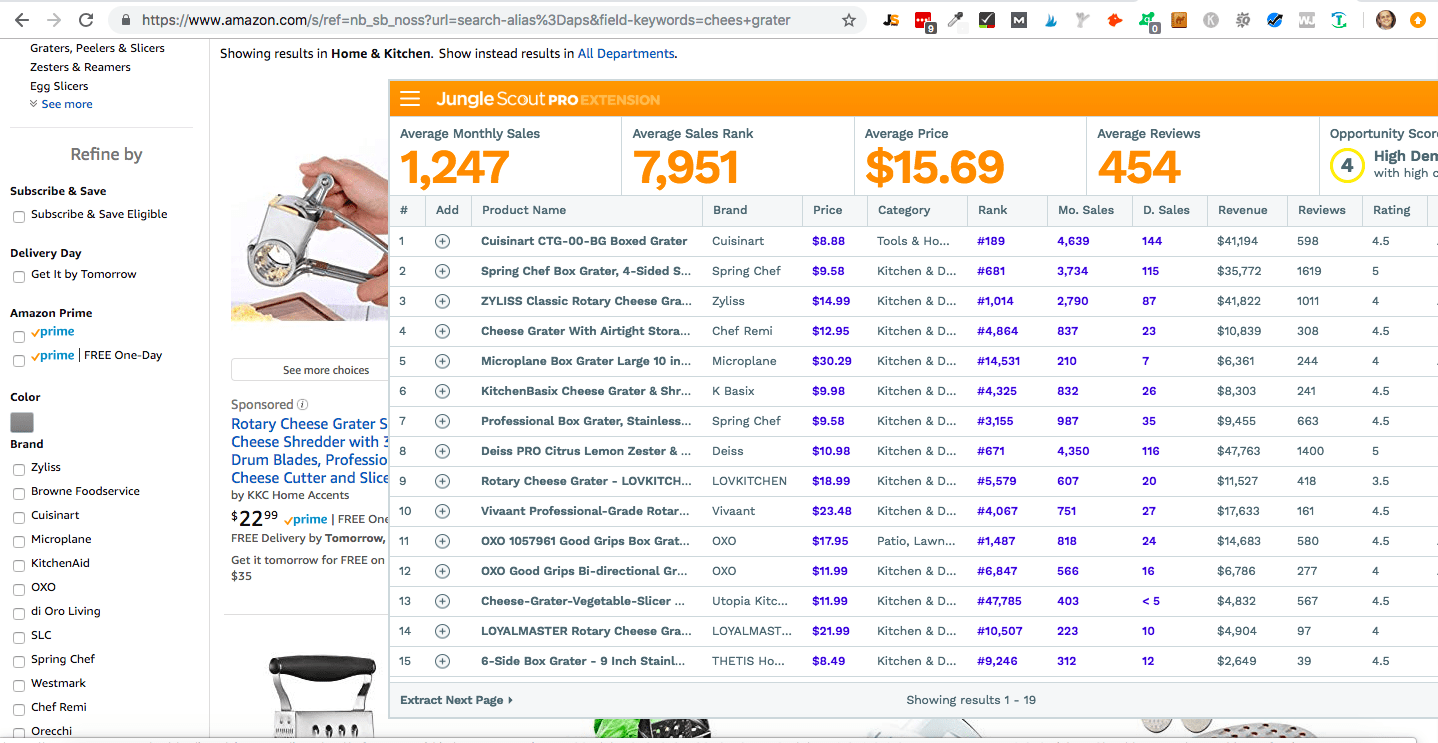 https://www.amazon.com/s/ref=nb_sb_noss?url=search-alias%3Daps&field-keywords=chees+grater
JS 9 M 0 K WJ
Graters, Peelers & Slicers
Zesters & Reamers
Egg Slicers
See more
Refine by
Subscribe & Save
Subscribe & Save Eligible
Delivery Day
Get It by Tomorrow
Amazon Prime
prime
prime | FREE One-Day
Color
Brand
Zyliss
Browne Foodservice
Cuisinart
Microplane
KitchenAid
OXO
di Oro Living
SLC
Spring Chef
Westmark
Chef Remi
Orecchi
Showing results in Home & Kitchen. Show instead results in All Departments.
See more choices
Sponsored
Rotary Cheese Grater S
Cheese Shredder with 3
Drum Blades, Professio
Cheese Cutter and Slice
by KKC Home Accents
$22⁹⁹ prime | FREE One
FREE Delivery by Tomorrow,
Get it tomorrow for FREE on
$35
Jungle Scout PRO EXTENSION
Average Monthly Sales Average Sales Rank Average Price Average Reviews Opportunity Score
1,247 7,951 $15.69 454 4 High Dem
with high c
# Add Product Name Brand Price Category Rank Mo. Sales D. Sales Revenue Reviews Rating
1 Cuisinart CTG-00-BG Boxed Grater Cuisinart $8.88 Tools & Ho... #189 4,639 144 $41,194 598 4.5
2 Spring Chef Box Grater, 4-Sided S... Spring Chef $9.58 Kitchen & D... #681 3,734 115 $35,772 1619 5
3 ZYLISS Classic Rotary Cheese Gra... Zyliss $14.99 Kitchen & D... #1,014 2,790 87 $41,822 1011 4
4 Cheese Grater With Airtight Stora... Chef Remi $12.95 Kitchen & D... #4,864 837 23 $10,839 308 4.5
5 Microplane Box Grater Large 10 in... Microplane $30.29 Kitchen & D... #14,531 210 7 $6,361 244 4
6 KitchenBasix Cheese Grater & Shr... K Basix $9.98 Kitchen & D... #4,325 832 26 $8,303 241 4.5
7 Professional Box Grater, Stainless... Spring Chef $9.58 Kitchen & D... #3,155 987 35 $9,455 663 4.5
8 Deiss PRO Citrus Lemon Zester & ... Deiss $10.98 Kitchen & D... #671 4,350 116 $47,763 1400 5
9 Rotary Cheese Grater - LOVKITCH... LOVKITCHEN $18.99 Kitchen & D... #5,579 607 20 $11,527 418 3.5
10 Vivaant Professional-Grade Rotar... Vivaant $23.48 Kitchen & D... #4,067 751 27 $17,633 161 4.5
11 OXO 1057961 Good Grips Box Grat... OXO $17.95 Patio, Lawn... #1,487 818 24 $14,683 580 4.5
12 OXO Good Grips Bi-directional Gr... OXO $11.99 Kitchen & D... #6,847 566 16 $6,786 277 4
13 Cheese-Grater-Vegetable-Slicer ... Utopia Kitc... $11.99 Kitchen & D... #47,785 403 < 5 $4,832 567 4.5
14 LOYALMASTER Rotary Cheese Gra... LOYALMAST... $21.99 Kitchen & D... #10,507 223 10 $4,904 97 4
15 6-Side Box Grater - 9 Inch Stainl... THETIS Ho... $8.49 Kitchen & D... #9,246 312 12 $2,649 39 4.5
Extract Next Page Showing results 1 - 19